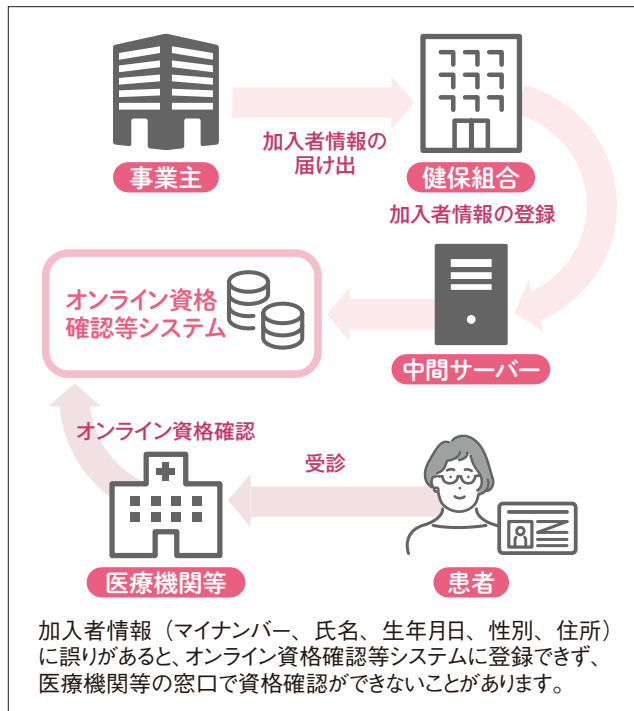 加入者情報の
届け出
事業主
健保組合
加入者情報の登録
オンライン資格
確認等システム
中間サーバー
オンライン資格確認
受診
医療機関等
患者
加入者情報（マイナンバー、氏名、生年月日、性別、住所）
に誤りがあると、オンライン資格確認等システムに登録できず、
医療機関等の窓口で資格確認ができないことがあります。